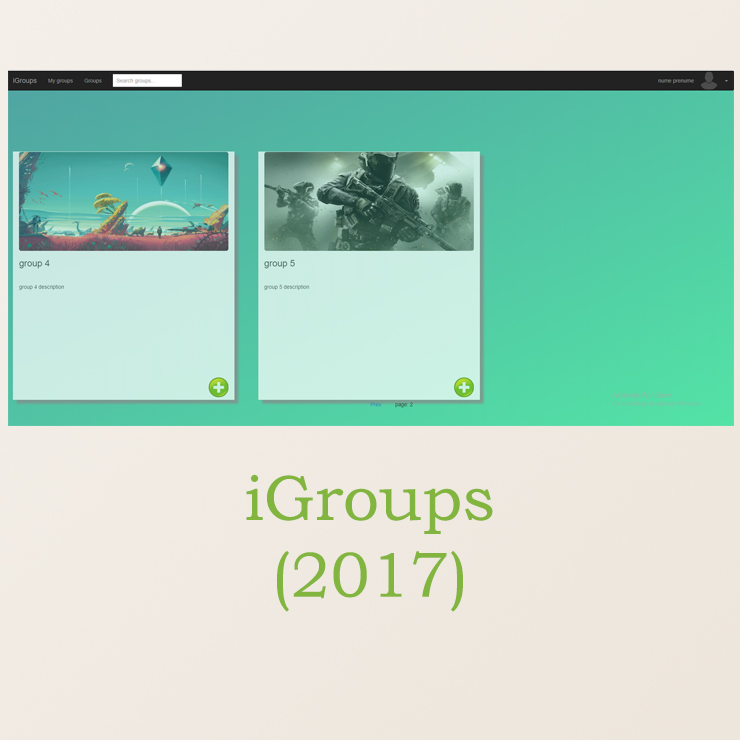 iGroups My groups Groups Search groups.. nume prenume
group 4 group 5
group 4 description group 5 description
Prev page: 2
iGroups
(2017)